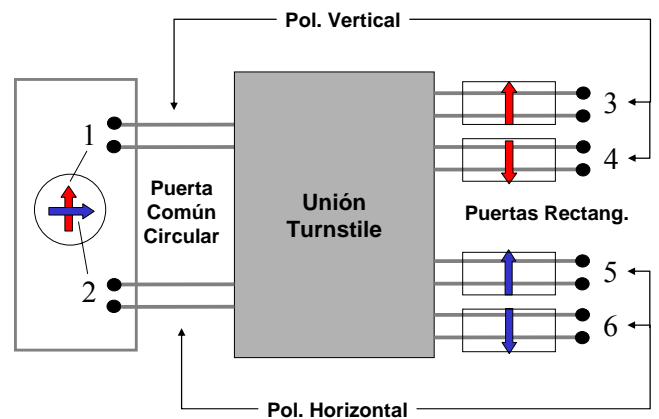 Pol. Vertical
1
2
Puerta
Común
Circular
Unión
Turnstile
3
4
Puertas Rectang.
5
6
Pol. Horizontal